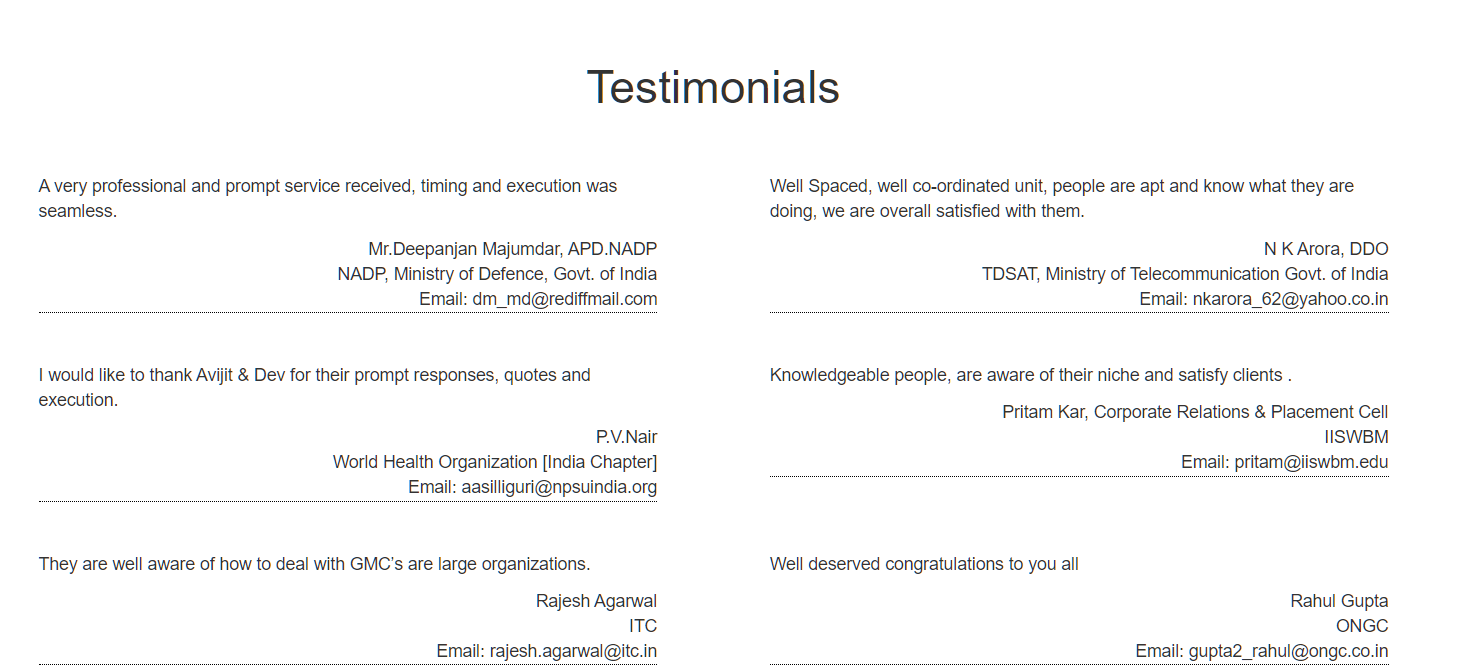 Testimonials
A very professional and prompt service received, timing and execution was
seamless.
Mr.Deepanjan Majumdar, APD.NADP
NADP, Ministry of Defence, Govt. of India
Email: dm_md@rediffmail.com
Well Spaced, well co-ordinated unit, people are apt and know what they are
doing, we are overall satisfied with them.
N K Arora, DDO
TDSAT, Ministry of Telecommunication Govt. of India
Email: nkarora_62@yahoo.co.in
I would like to thank Avijit & Dev for their prompt responses, quotes and
execution.
P.V.Nair
World Health Organization [India Chapter]
Email: aasilliguri@npsuindia.org
Knowledgeable people, are aware of their niche and satisfy clients .
Pritam Kar, Corporate Relations & Placement Cell
IISWBM
Email: pritam@iiswbm.edu
They are well aware of how to deal with GMC's are large organizations.
Rajesh Agarwal
ITC
Email: rajesh.agarwal@itc.in
Well deserved congratulations to you all
Rahul Gupta
ONGC
Email: gupta2_rahul@ongc.co.in